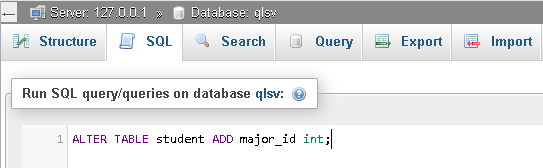 Server: 127.0.0.1 » Database: qlsv
Structure SQL Search Query Export Import
Run SQL query/queries on database qlsv:
1 ALTER TABLE student ADD major_id int;